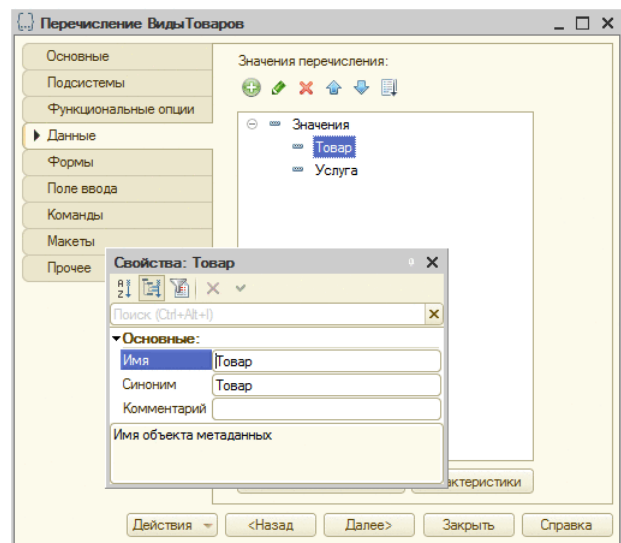 Перечисление ВидыТоваров
Основные
Подсистемы
Функциональные опции
Данные
Формы
Поле ввода
Команды
Макеты
Прочее
Значения перечисления:
Значения
Товар
Услуга
Свойства: Товар
Поиск (Ctrl+Alt+I)
Основные:
Имя Товар
Синоним Товар
Комментарий
Имя объекта метаданных
Действия <Назад Далее> Закрыть Справка